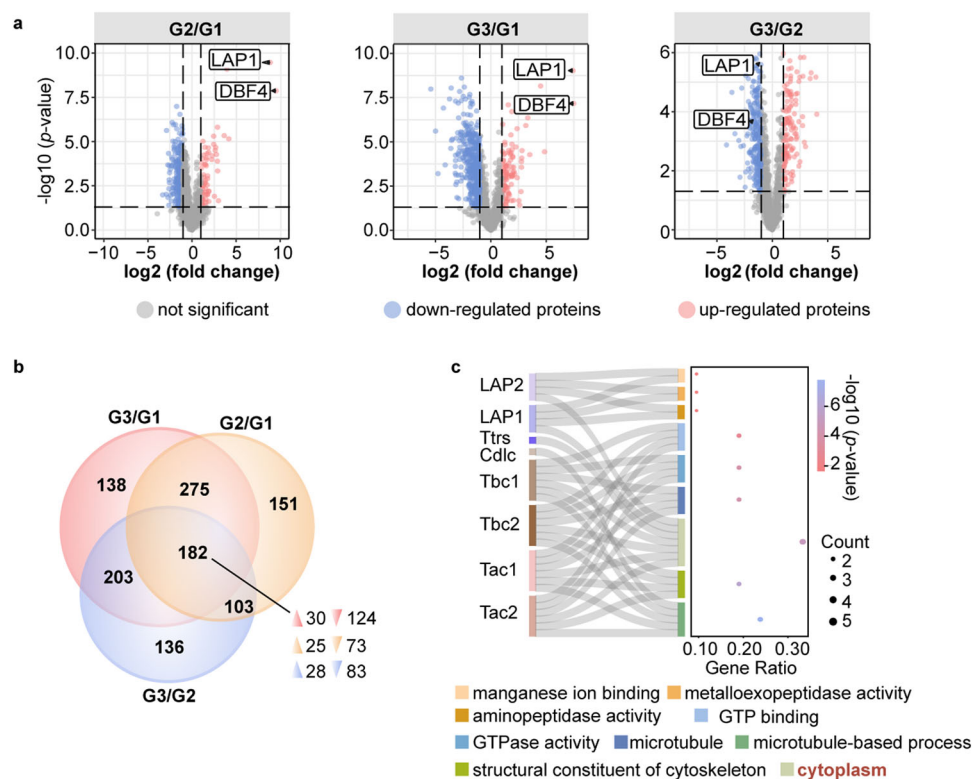 a
G2/G1
G3/G1
G3/G2
-log10 (p-value)
10.0
7.5
5.0
2.5
0.0
LAP1
DBF4
−10 −5 0 5 10
log2 (fold change)
10.0
7.5
5.0
2.5
0.0
LAP1
DBF4
−5 0 5
log2 (fold change)
6
4
2
0
LAP1
DBF4
−5 0 5
log2 (fold change)
not significant
down-regulated proteins
up-regulated proteins
b
G3/G1
G2/G1
138
275
151
182
203
103
136
G3/G2
30 124
25 73
28 83
c
LAP2
LAP1
Ttrs
Cdlc
Tbc1
Tbc2
Tac1
Tac2
0.10 0.20 0.30
Gene Ratio
-log10 (p-value)
6
4
2
Count
2
3
4
5
manganese ion binding
metalloexopeptidase activity
aminopeptidase activity
GTP binding
GTPase activity
microtubule
microtubule-based process
structural constituent of cytoskeleton
cytoplasm